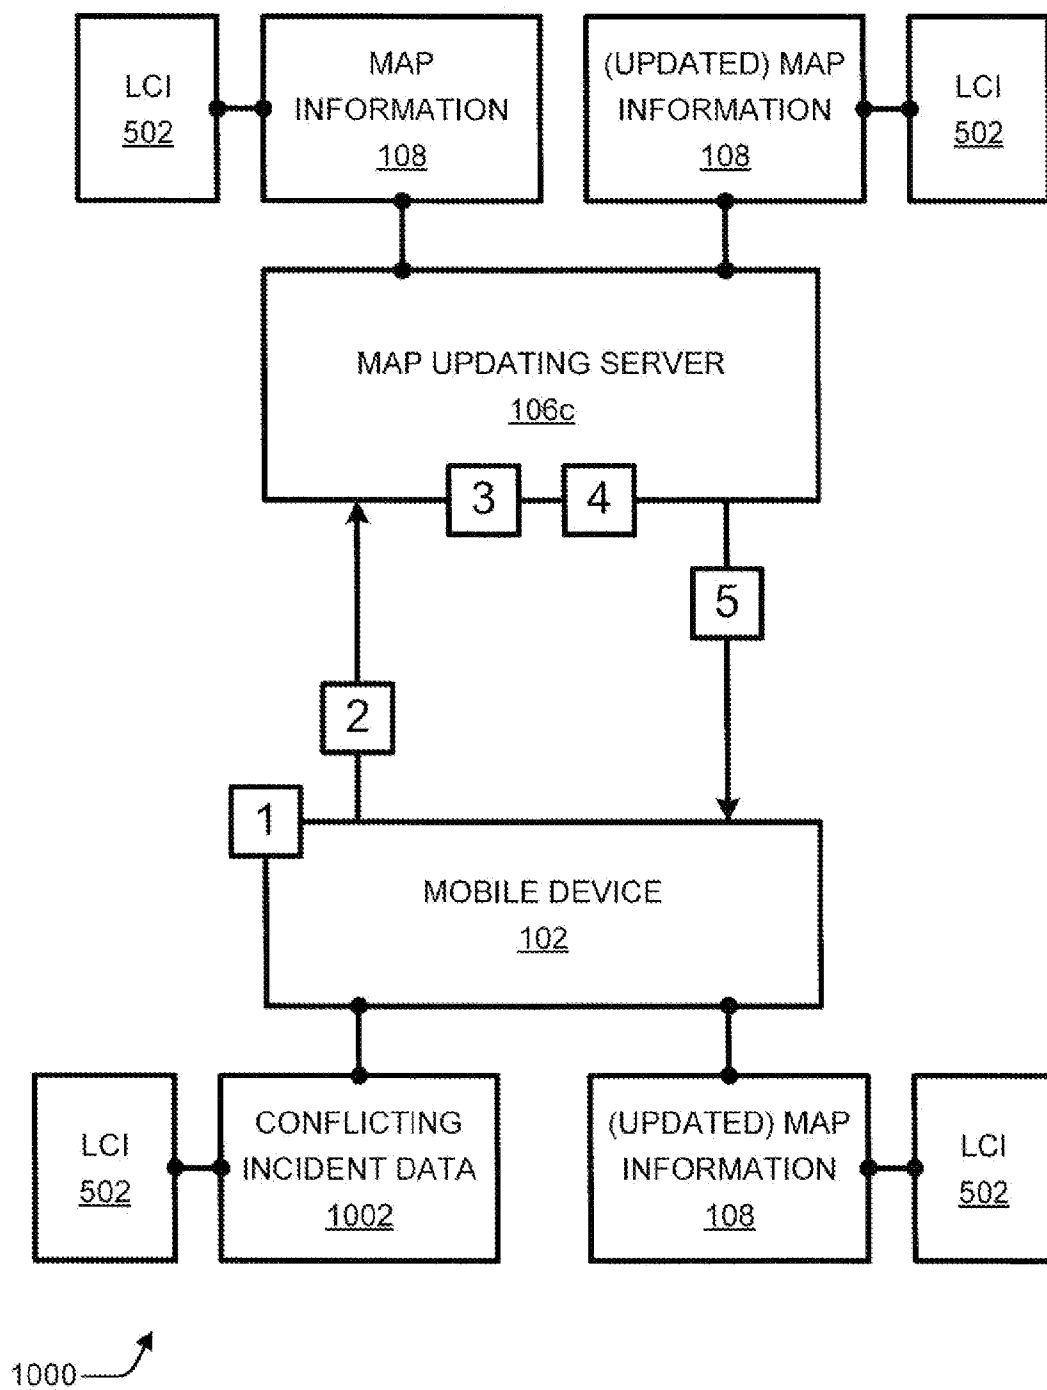 LCI
502
MAP
INFORMATION
108
(UPDATED) MAP
INFORMATION
108
LCI
502
MAP UPDATING SERVER
106c
3
4
5
2
1
MOBILE DEVICE
102
LCI
502
CONFLICTING
INCIDENT DATA
1002
(UPDATED) MAP
INFORMATION
108
LCI
502
1000